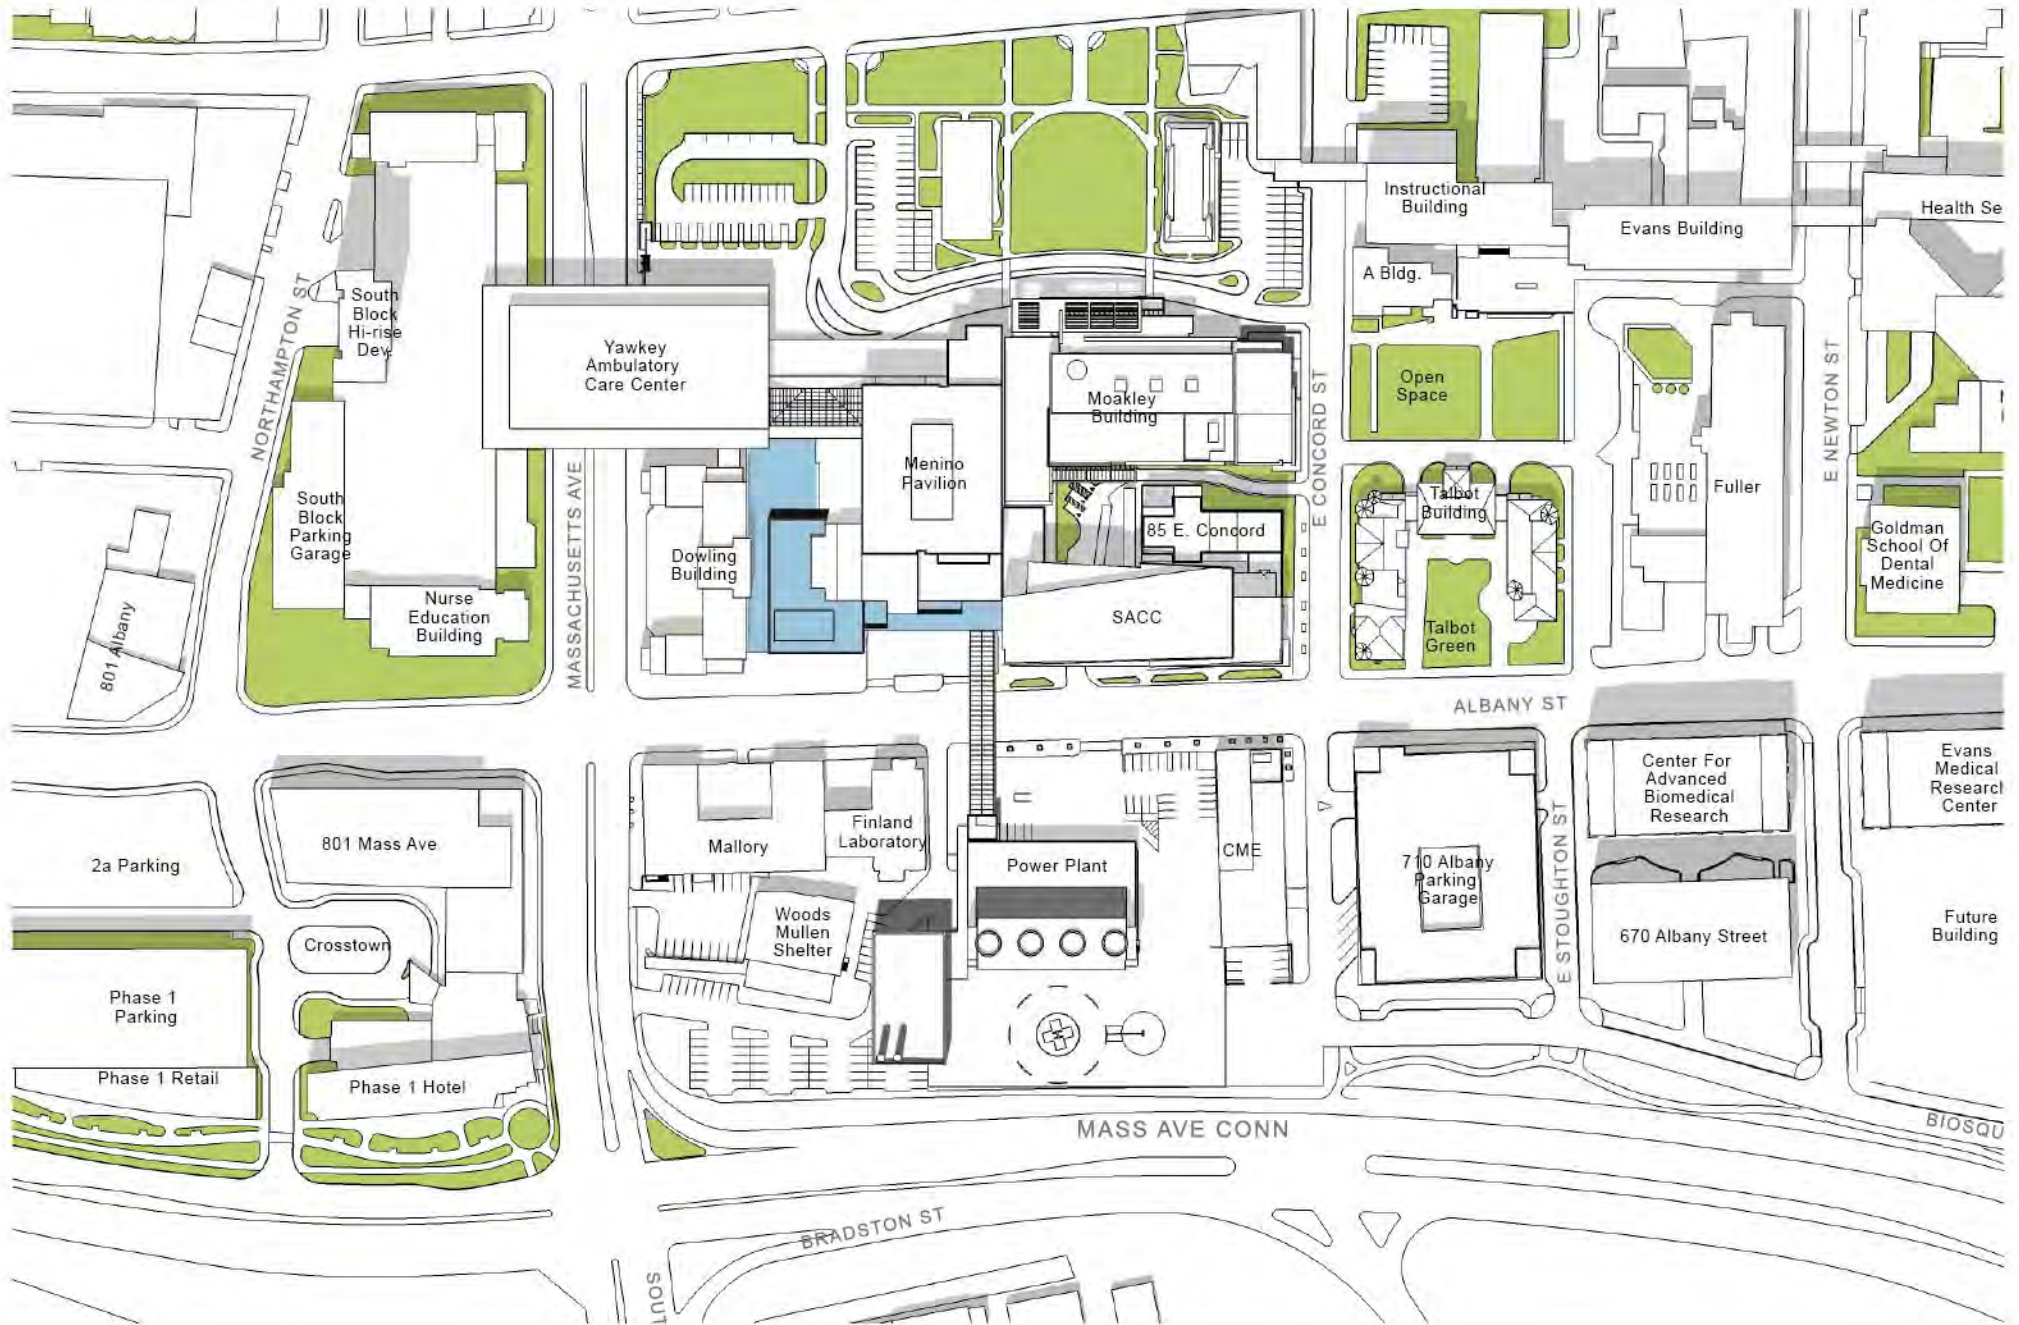 Instructional
Building
Health Se
Evans Building
A Bldg.
South
Block
Hi-rise
Dev.
NORTHAMPTON ST
Yawkey
Ambulatory
Care Center
Moakley
Building
Open
Space
E CONCORD ST
E NEWTON ST
Menino
Pavilion
MASSACHUSETTS AVE
South
Block
Parking
Garage
Talbot
Building
Fuller
85 E. Concord
Goldman
School Of
Dental
Medicine
Dowling
Building
Nurse
Education
Building
SACC
Talbot
Green
801 Albany
ALBANY ST
Center For
Advanced
Biomedical
Research
Evans
Medical
Research
Center
801 Mass Ave
2a Parking
Mallory
Finland
Laboratory
Power Plant
CME
710 Albany
Parking
Garage
E STOUGHTON ST
Woods
Mullen
Shelter
Crosstown
670 Albany Street
Future
Building
Phase 1
Parking
Phase 1 Retail
Phase 1 Hotel
MASS AVE CONN
BIOSQU
BRADSTON ST
SOUT